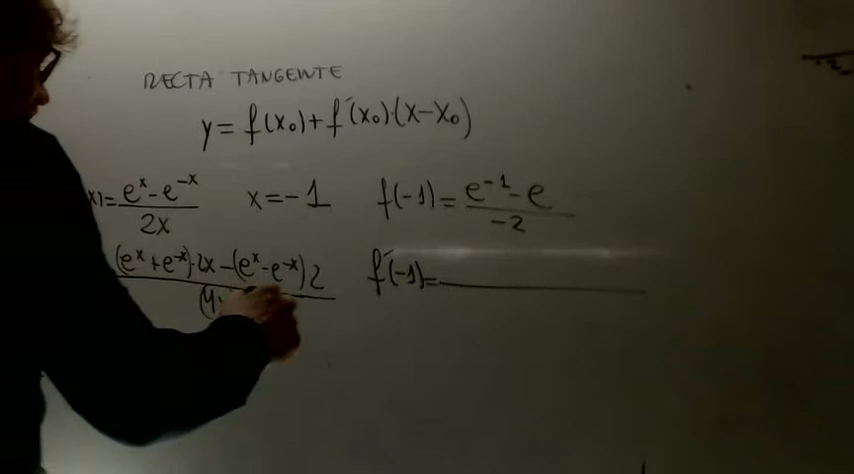 RECTA TANGENTE
y = f(x₀) + f´(x₀)·(x-x₀)
x) = (e^x - e^-x)/2x x = -1 f(-1) = (e^-1 - e)/-2
(e^x + e^-x)·2x - (e^x - e^-x)2 f´(-1) =